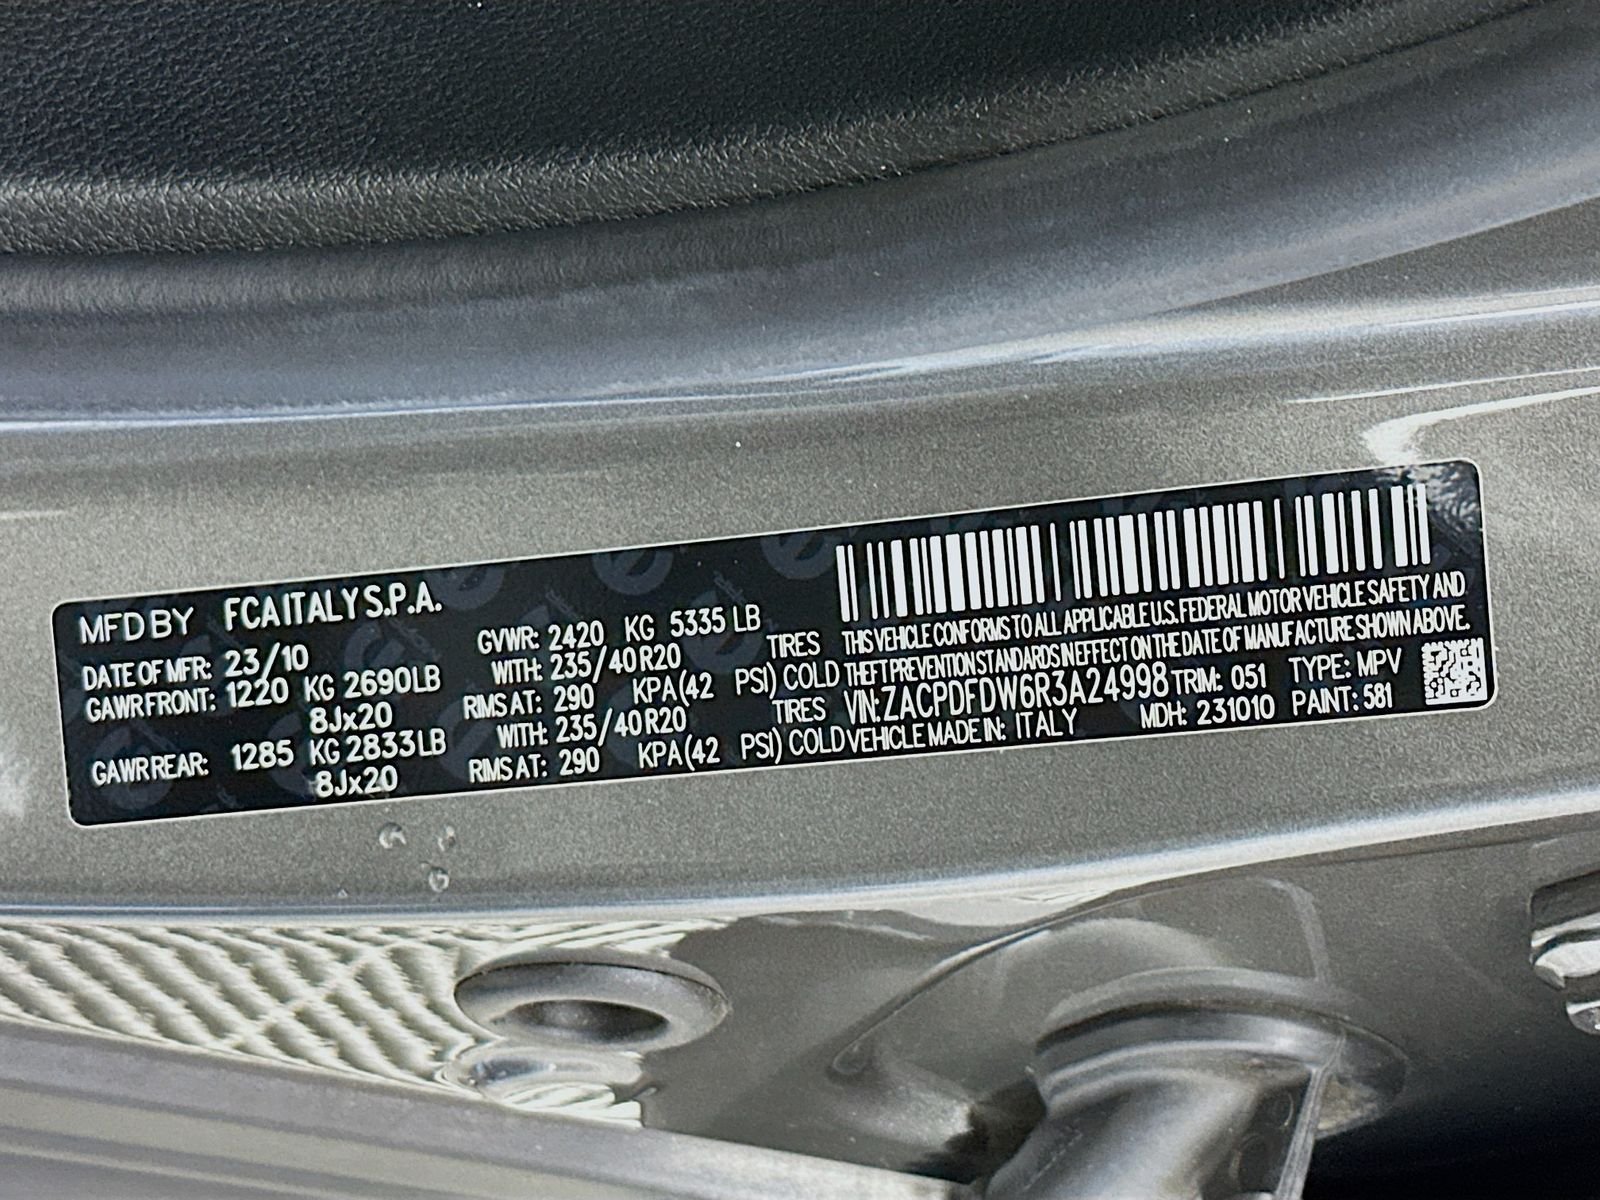 MFD BY FCA ITALY S.P.A.
DATE OF MFR: 23/10 GVWR: 2420 KG 5335 LB
GAWR FRONT: 1220 KG 2690LB WITH: 235/40R20 TIRES
8Jx20 RIMS AT: 290 KPA(42 PSI) COLD
GAWR REAR: 1285 KG 2833LB WITH: 235/40R20 TIRES
8Jx20 RIMS AT: 290 KPA(42 PSI) COLD
THIS VEHICLE CONFORMS TO ALL APPLICABLE U.S. FEDERAL MOTOR VEHICLE SAFETY AND
THEFT PREVENTION STANDARDS IN EFFECT ON THE DATE OF MANUFACTURE SHOWN ABOVE.
VIN: ZACPDFDW6R3A24998 TRIM: 051 TYPE: MPV
VEHICLE MADE IN: ITALY MDH: 231010 PAINT: 581